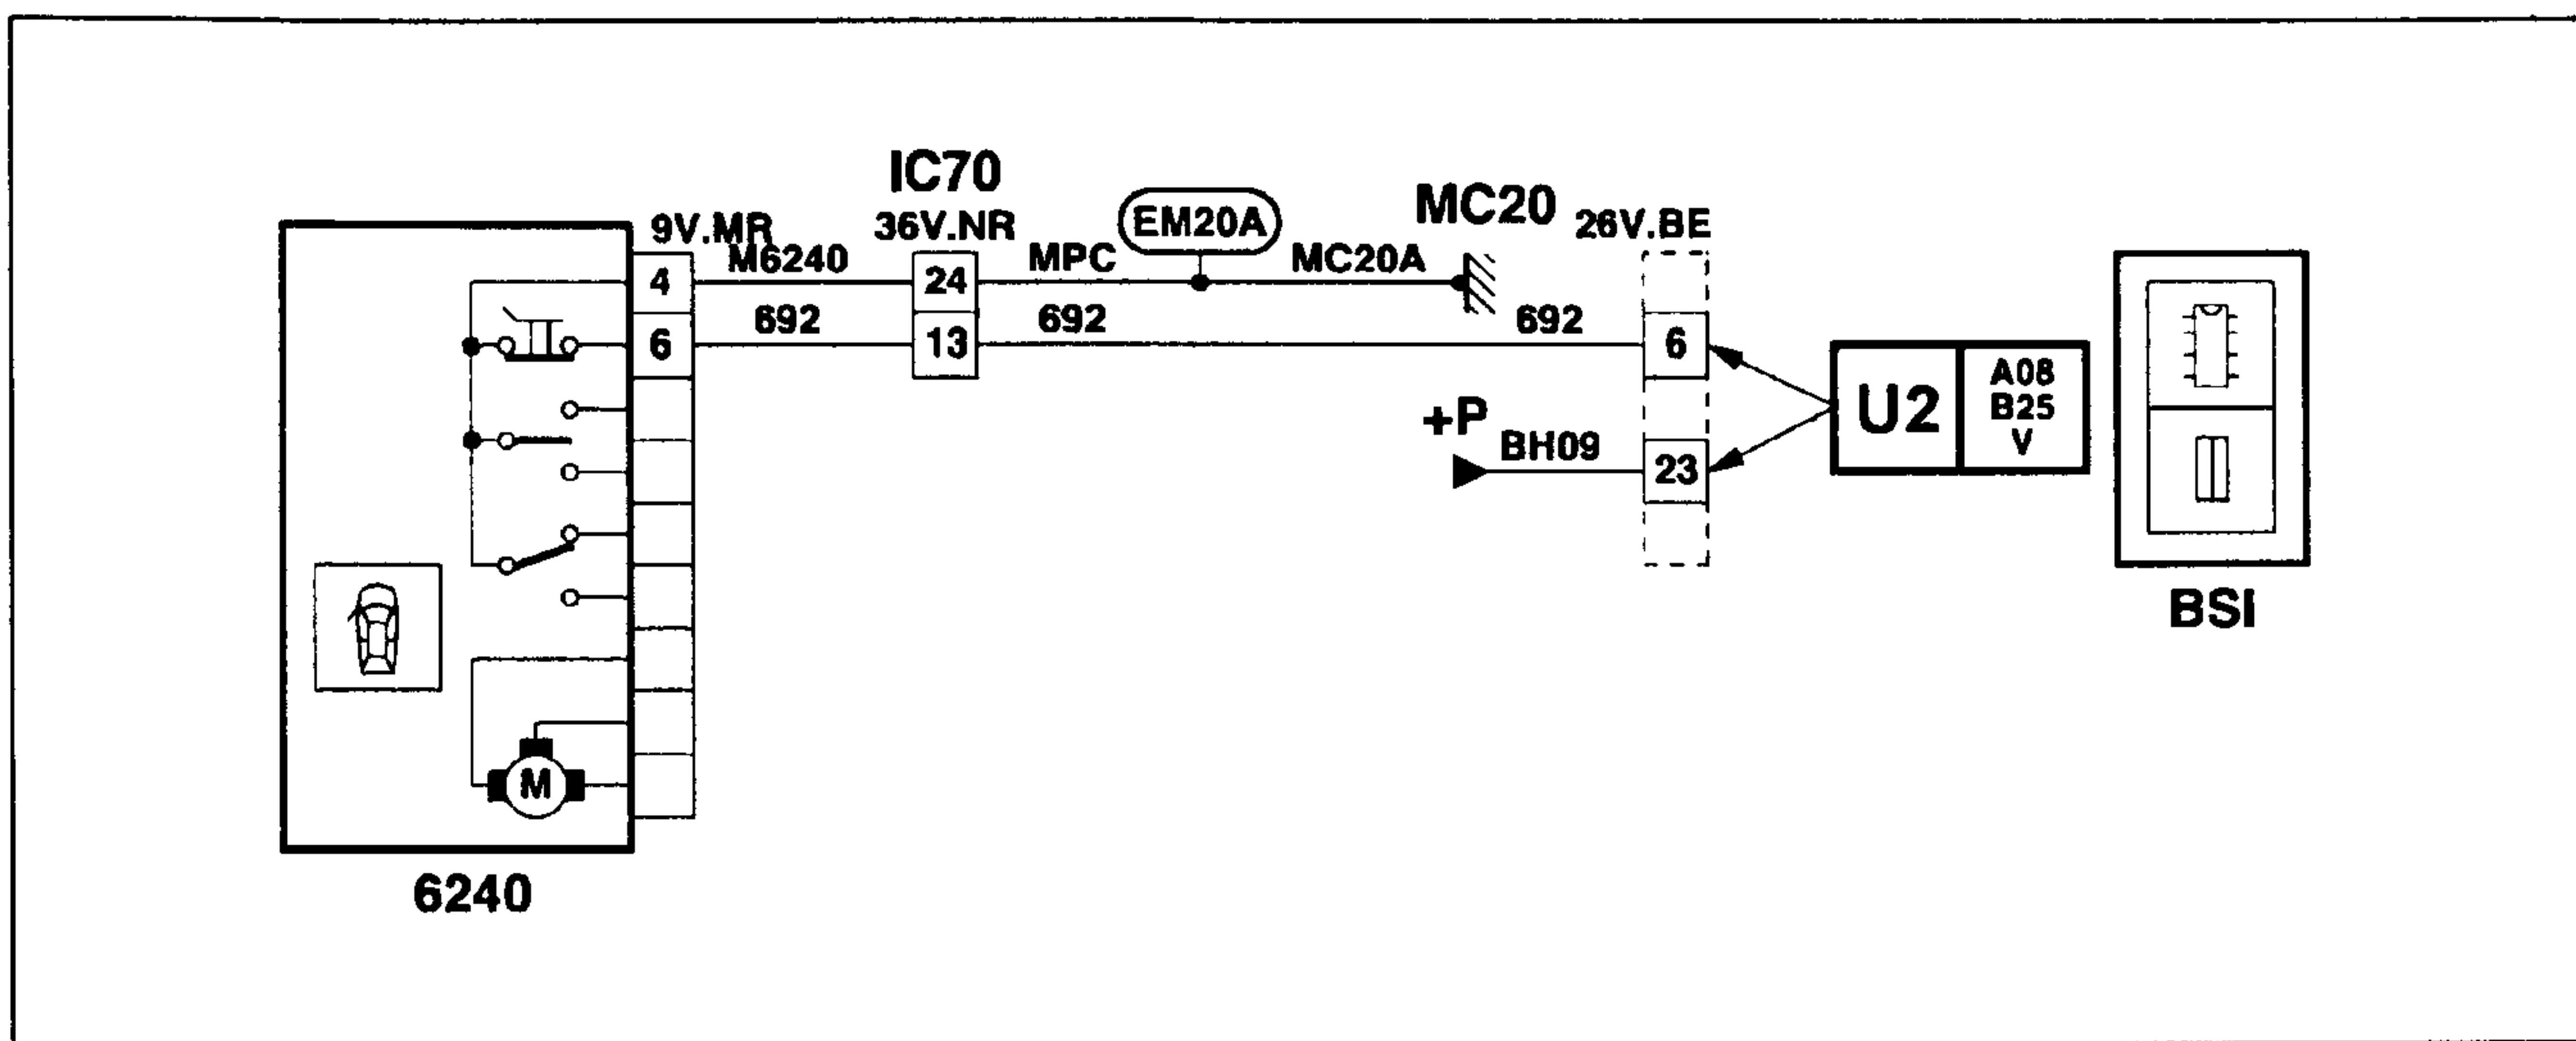 IC70
MC20
9V.MR
36V.NR
EM20A
26V.BE
M6240
MPC
MC20A
4
24
692
692
692
6
13
6
U2
A08
B25
V
+P
BH09
23
BSI
M
6240